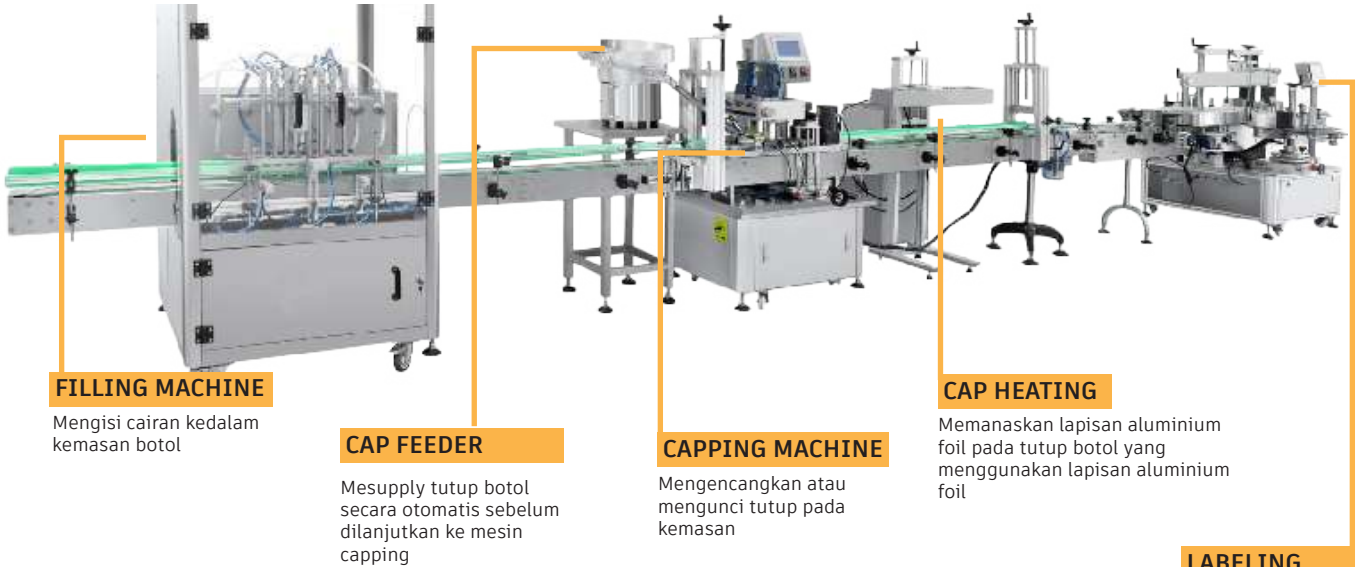 FILLING MACHINE
Mengisi cairan kedalam
kemasan botol
CAP FEEDER
Mesupply tutup botol
secara otomatis sebelum
dilanjutkan ke mesin
capping
CAPPING MACHINE
Mengencangkan atau
mengunci tutup pada
kemasan
CAP HEATING
Memanaskan lapisan aluminium
foil pada tutup botol yang
menggunakan lapisan aluminium
foil
LABELING